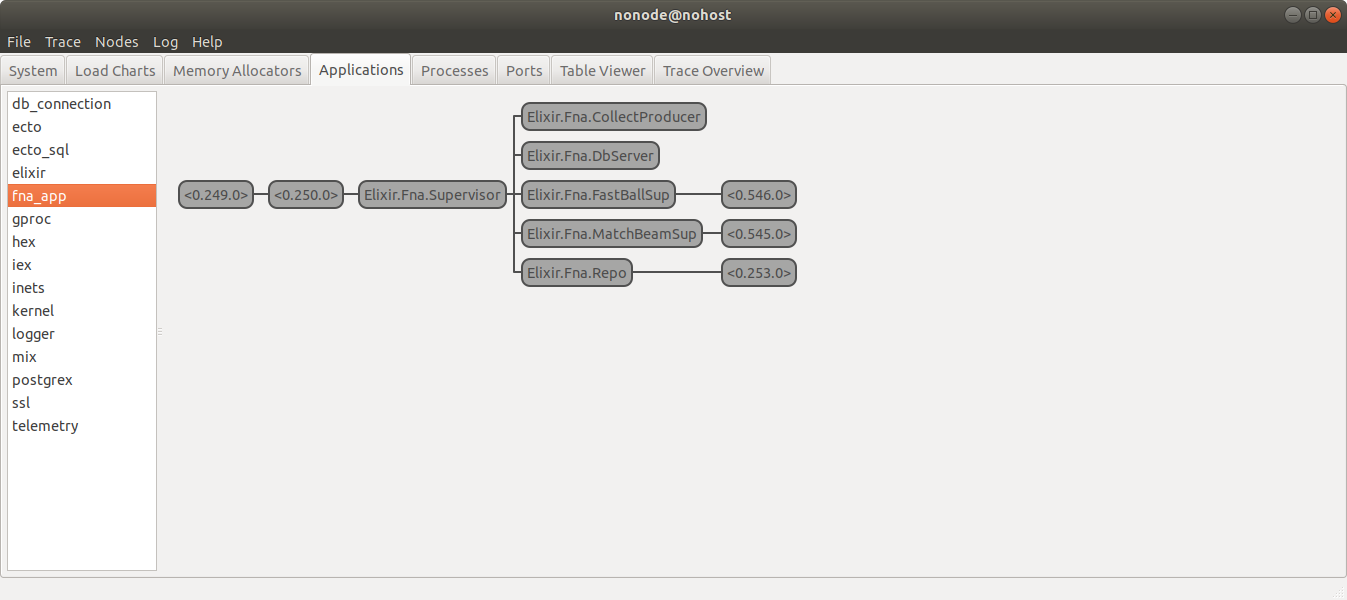 nonode@nohost
File Trace Nodes Log Help
System Load Charts Memory Allocators Applications Processes Ports Table Viewer Trace Overview
db_connection
ecto
ecto_sql
elixir
fna_app
gproc
hex
iex
inets
kernel
logger
mix
postgrex
ssl
telemetry
Elixir.Fna.CollectProducer
Elixir.Fna.DbServer
<0.249.0> <0.250.0> Elixir.Fna.Supervisor Elixir.Fna.FastBallSup <0.546.0>
Elixir.Fna.MatchBeamSup <0.545.0>
Elixir.Fna.Repo <0.253.0>